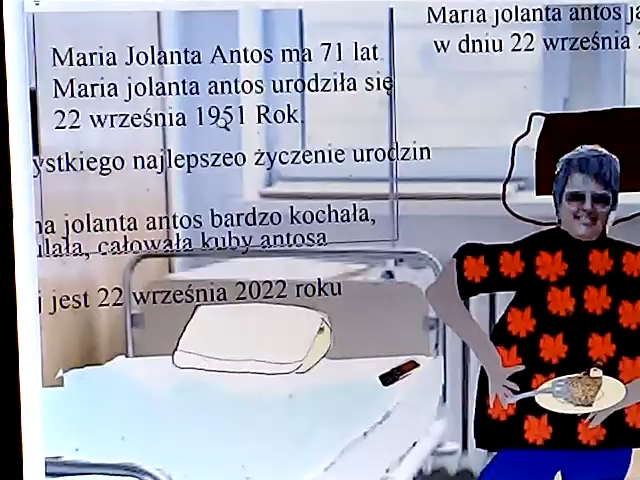 Maria jolanta antos
w dniu 22 września
Maria Jolanta Antos ma 71 lat.
Maria jolanta antos urodziła się
22 września 1951 Rok.
ystkiego najlepszeo życzenie urodzin
na jolanta antos bardzo kochała,
ulała, całowała kuby antosa
j jest 22 września 2022 roku